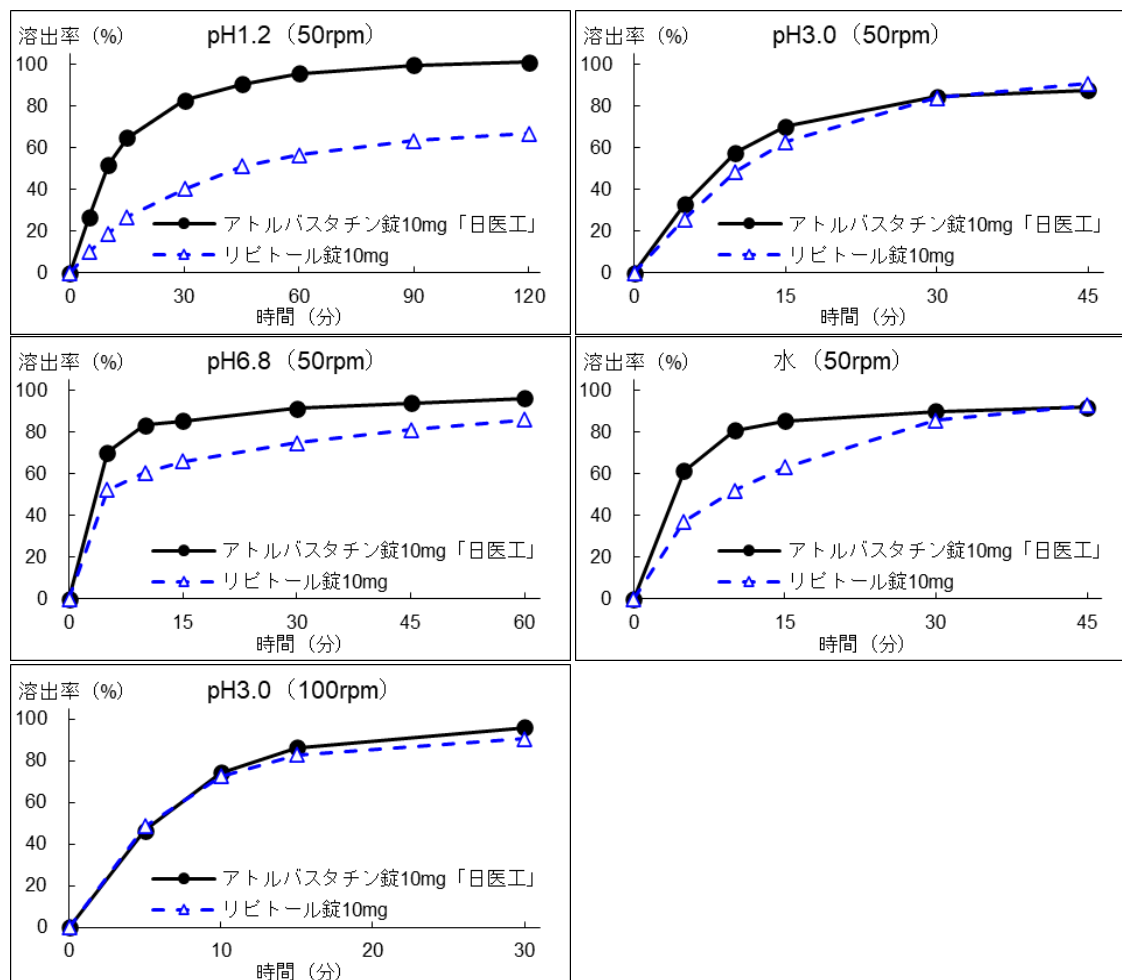 溶出率（%） pH1.2（50rpm）
100
80
60
40
20
0
アトルバスタチン錠10mg「日医工」
リピトール錠10mg
0 30 60 90 120
時間（分）
溶出率（%） pH3.0（50rpm）
100
80
60
40
20
0
アトルバスタチン錠10mg「日医工」
リピトール錠10mg
0 15 30 45
時間（分）
溶出率（%） pH6.8（50rpm）
100
80
60
40
20
0
アトルバスタチン錠10mg「日医工」
リピトール錠10mg
0 15 30 45 60
時間（分）
溶出率（%） 水（50rpm）
100
80
60
40
20
0
アトルバスタチン錠10mg「日医工」
リピトール錠10mg
0 15 30 45
時間（分）
溶出率（%） pH3.0（100rpm）
100
80
60
40
20
0
アトルバスタチン錠10mg「日医工」
リピトール錠10mg
0 10 20 30
時間（分）